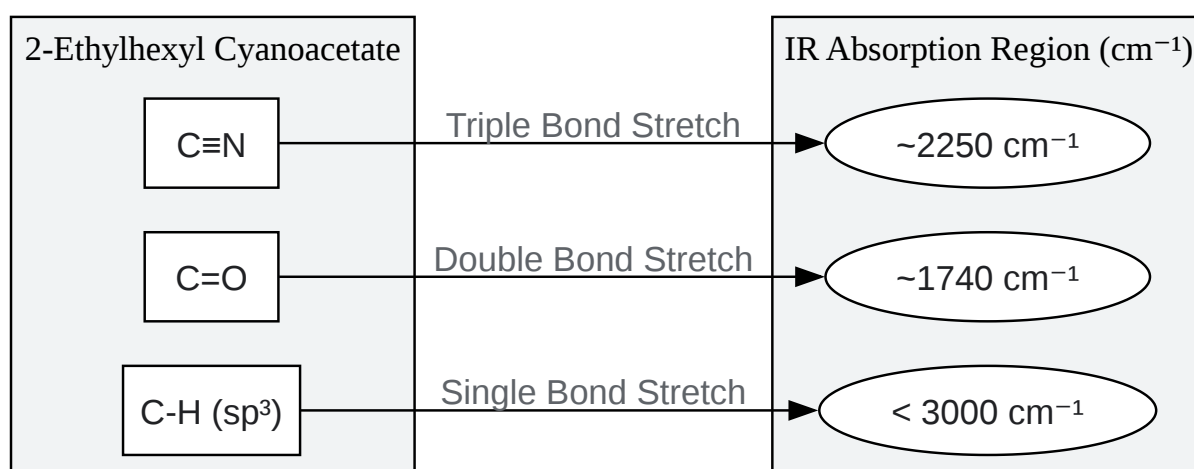 2-Ethylhexyl Cyanoacetate
IR Absorption Region (cm⁻¹)
C≡N
Triple Bond Stretch
~2250 cm⁻¹
C=O
Double Bond Stretch
~1740 cm⁻¹
C-H (sp³)
Single Bond Stretch
< 3000 cm⁻¹